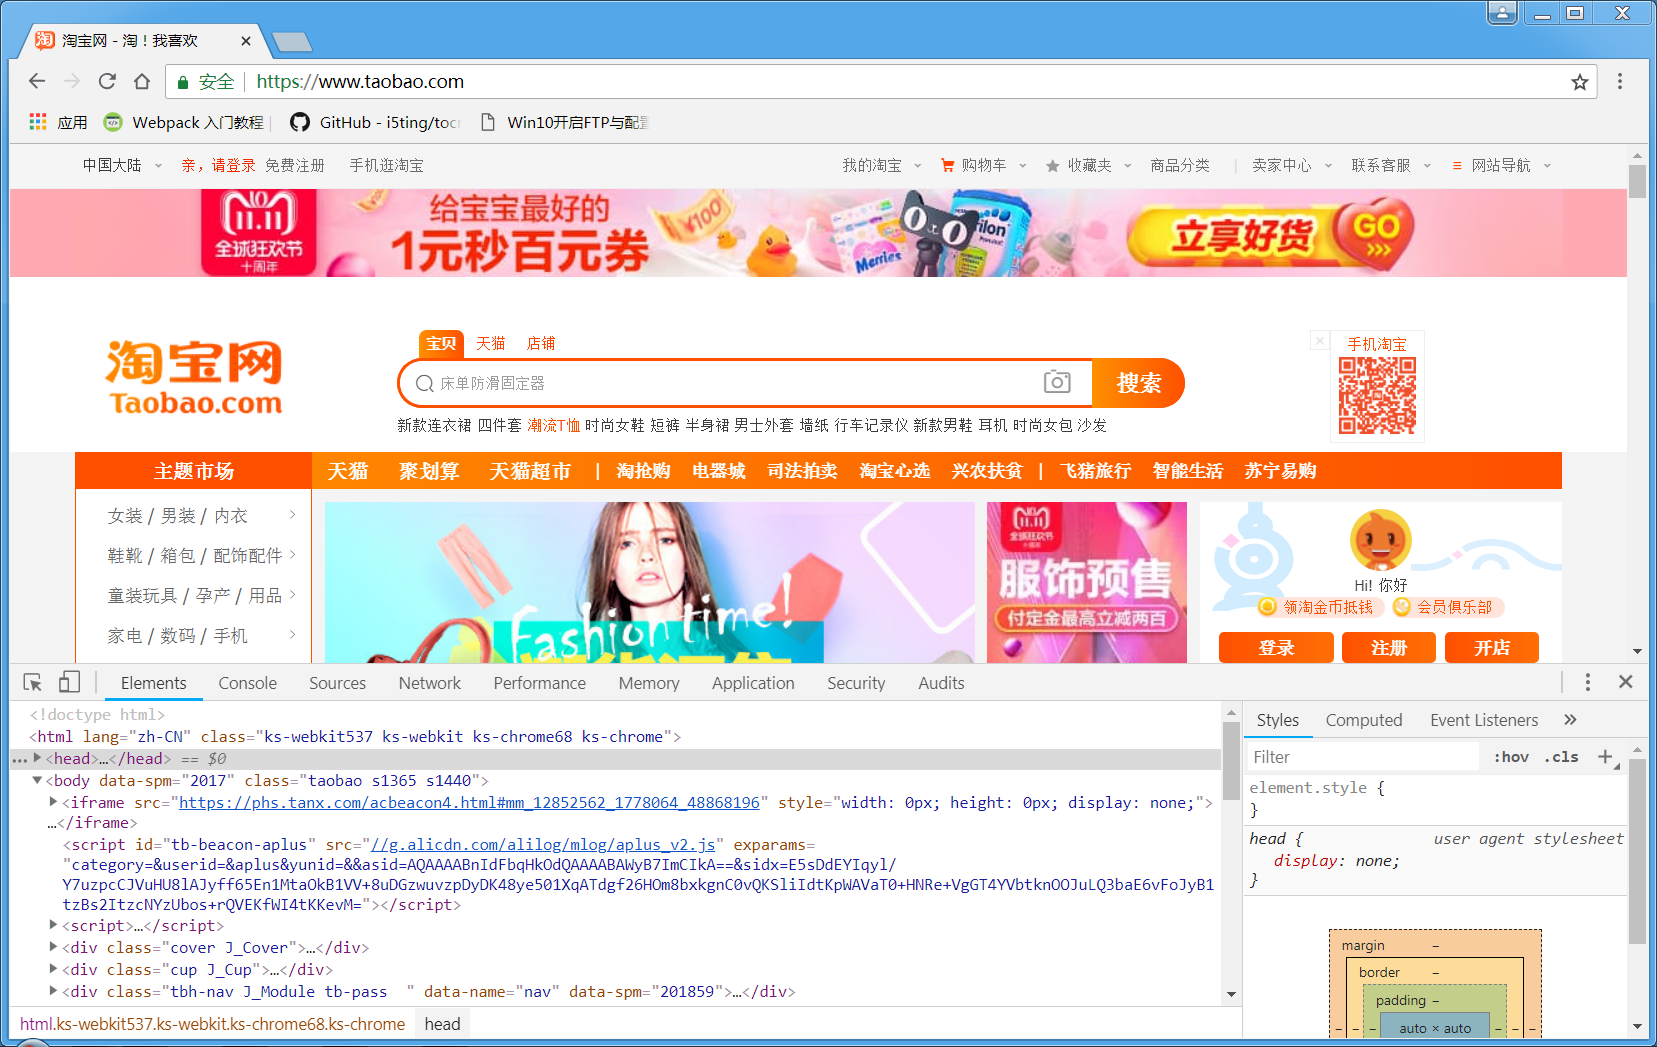 淘宝网 - 淘！我喜欢
安全 https://www.taobao.com
应用 Webpack 入门教程 GitHub - i5ting/tocr Win10开启FTP与配置
中国大陆 亲，请登录 免费注册 手机逛淘宝 我的淘宝 购物车 收藏夹 商品分类 卖家中心 联系客服 网站导航
11.11 全球狂欢节 十周年
给宝宝最好的
1元秒百元券
¥100
Merries
立享好货 GO
淘宝网
Taobao.com
宝贝 天猫 店铺
床单防滑固定器 搜索
新款连衣裙 四件套 潮流T恤 时尚女鞋 短裤 半身裙 男士外套 墙纸 行车记录仪 新款男鞋 耳机 时尚女包 沙发
手机淘宝
主题市场 天猫 聚划算 天猫超市 | 淘抢购 电器城 司法拍卖 淘宝心选 兴农扶贫 | 飞猪旅行 智能生活 苏宁易购
女装 / 男装 / 内衣
鞋靴 / 箱包 / 配饰配件
童装玩具 / 孕产 / 用品
家电 / 数码 / 手机
Fashiontime!
11.11 全球狂欢节 十周年
服饰预售
付定金最高立减两百
Hi! 你好
领淘金币抵钱 会员俱乐部
登录 注册 开店
Elements Console Sources Network Performance Memory Application Security Audits
<!doctype html>
<html lang="zh-CN" class="ks-webkit537 ks-webkit ks-chrome68 ks-chrome">
<head>…</head> == $0
<body data-spm="2017" class="taobao s1365 s1440">
<iframe src="https://phs.tanx.com/acbeacon4.html#mm_12852562_1778064_48868196" style="width: 0px; height: 0px; display: none;">
…</iframe>
<script id="tb-beacon-aplus" src="//g.alicdn.com/alilog/mlog/aplus_v2.js" exparams=
"category=&userid=&aplus&yunid=&&asid=AQAAAABnIdFbqHkOdQAAAABAWyB7ImCIkA==&sidx=E5sDdEYIqyl/
Y7uzpcCJVuHU8lAJyff65En1MtaOkB1VV+8uDGzwuvzpDyDK48ye501XqATdgf26HOm8bxkgnC0vQKSliIdtKpWAVaT0+HNRe+VgGT4YVbtknOOJuLQ3baE6vFoJyB1
tzBs2ItzcNYzUbos+rQVEKfWI4tKKevM="></script>
<script>…</script>
<div class="cover J_Cover">…</div>
<div class="cup J_Cup">…</div>
<div class="tbh-nav J_Module tb-pass  " data-name="nav" data-spm="201859">…</div>
html.ks-webkit537.ks-webkit.ks-chrome68.ks-chrome head
Styles Computed Event Listeners »
Filter :hov .cls +
element.style {
}
head { user agent stylesheet
display: none;
}
margin –
border –
padding –
– – – auto × auto – – –